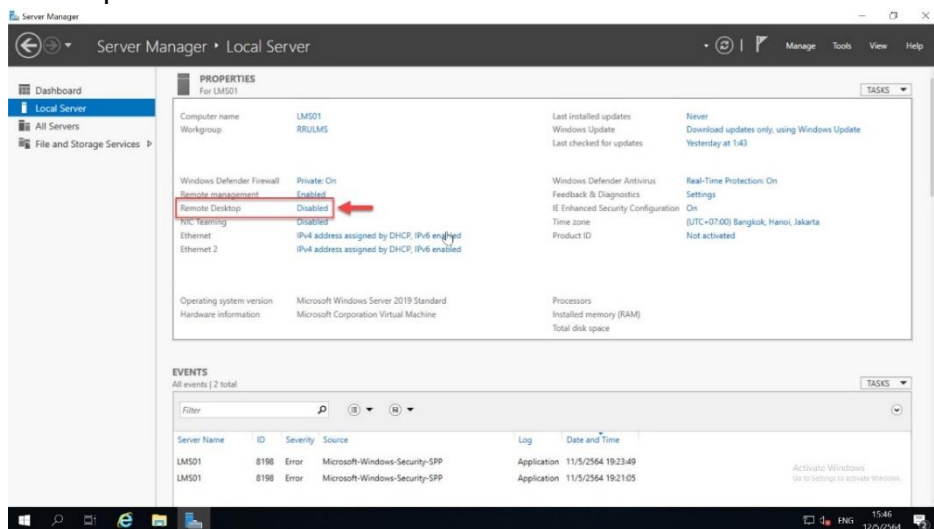 Server Manager
Server Manager ‣ Local Server
Manage Tools View Help
Dashboard
Local Server
All Servers
File and Storage Services
PROPERTIES
For LMS01
TASKS
Computer name LMS01 Last installed updates Never
Workgroup RRULMS Windows Update Download updates only, using Windows Update
Last checked for updates Yesterday at 1:43
Windows Defender Firewall Private: On Windows Defender Antivirus Real-Time Protection: On
Remote management Enabled Feedback & Diagnostics Settings
Remote Desktop Disabled IE Enhanced Security Configuration On
NIC Teaming Disabled Time zone (UTC+07:00) Bangkok, Hanoi, Jakarta
Ethernet IPv4 address assigned by DHCP, IPv6 enabled Product ID Not activated
Ethernet 2 IPv4 address assigned by DHCP, IPv6 enabled
Operating system version Microsoft Windows Server 2019 Standard Processors
Hardware information Microsoft Corporation Virtual Machine Installed memory (RAM)
Total disk space
EVENTS
All events | 2 total
TASKS
Filter
Server Name ID Severity Source Log Date and Time
LMS01 8198 Error Microsoft-Windows-Security-SPP Application 11/5/2564 19:23:49
LMS01 8198 Error Microsoft-Windows-Security-SPP Application 11/5/2564 19:21:05
Activate Windows
Go to Settings to activate Windows.
ENG
15:46
12/5/2564